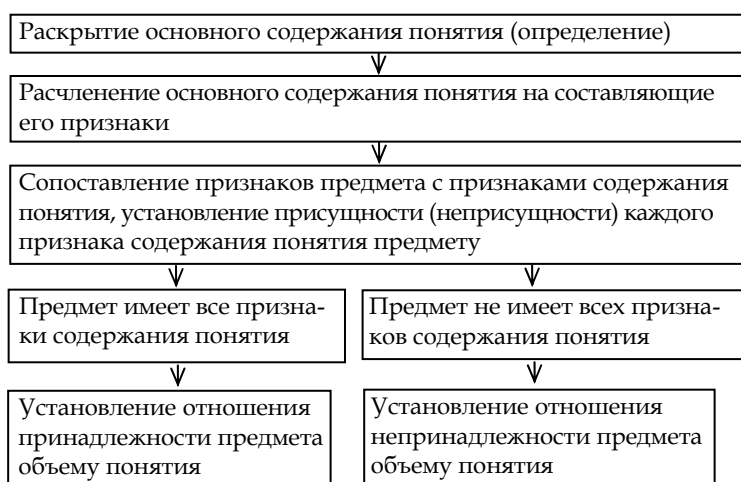 Раскрытие основного содержания понятия (определение)
Расчленение основного содержания понятия на составляющие
его признаки
Сопоставление признаков предмета с признаками содержания
понятия, установление присущности (неприсущности) каждого
признака содержания понятия предмету
Предмет имеет все призна-
ки содержания понятия
Предмет не имеет всех призна-
ков содержания понятия
Установление отношения
принадлежности предмета
объему понятия
Установление отношения
непринадлежности предмета
объему понятия